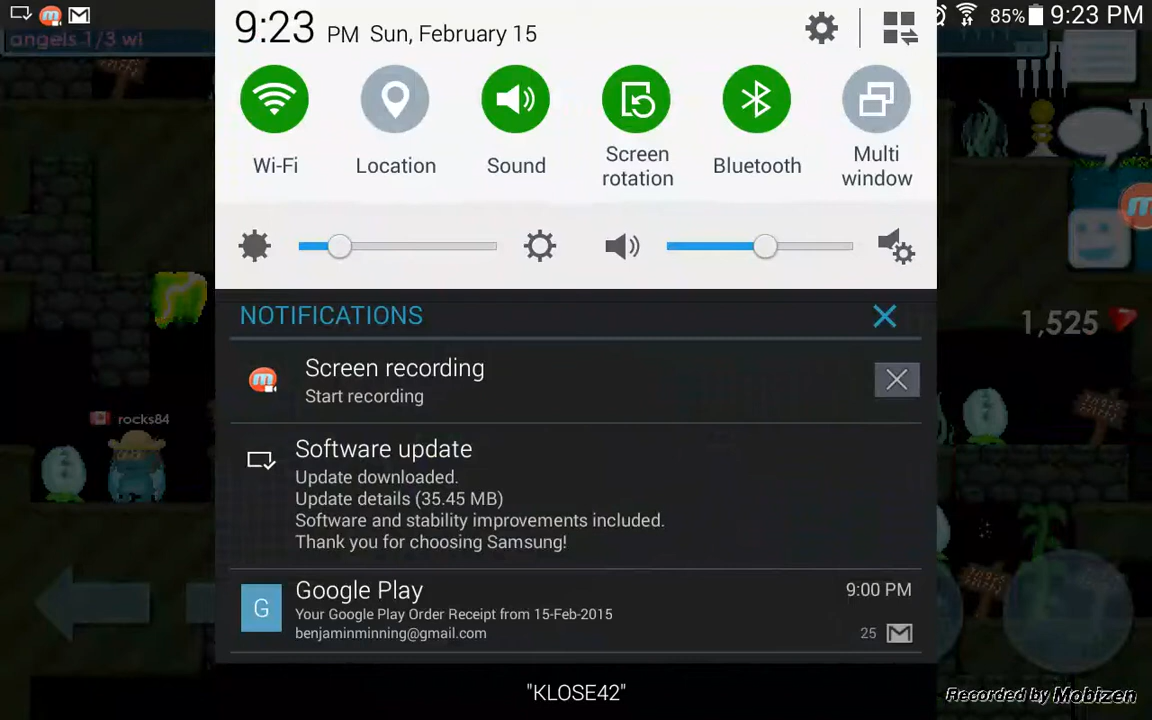 85% 9:23 PM
angels 1/3 wi
9:23 PM Sun, February 15
Wi-Fi
Location
Sound
Screen rotation
Bluetooth
Multi window
NOTIFICATIONS
1,525
Screen recording
Start recording
rocks84
Software update
Update downloaded.
Update details (35.45 MB)
Software and stability improvements included.
Thank you for choosing Samsung!
G
Google Play 9:00 PM
Your Google Play Order Receipt from 15-Feb-2015
benjaminminning@gmail.com 25
"KLOSE42"
Recorded by Mobizen